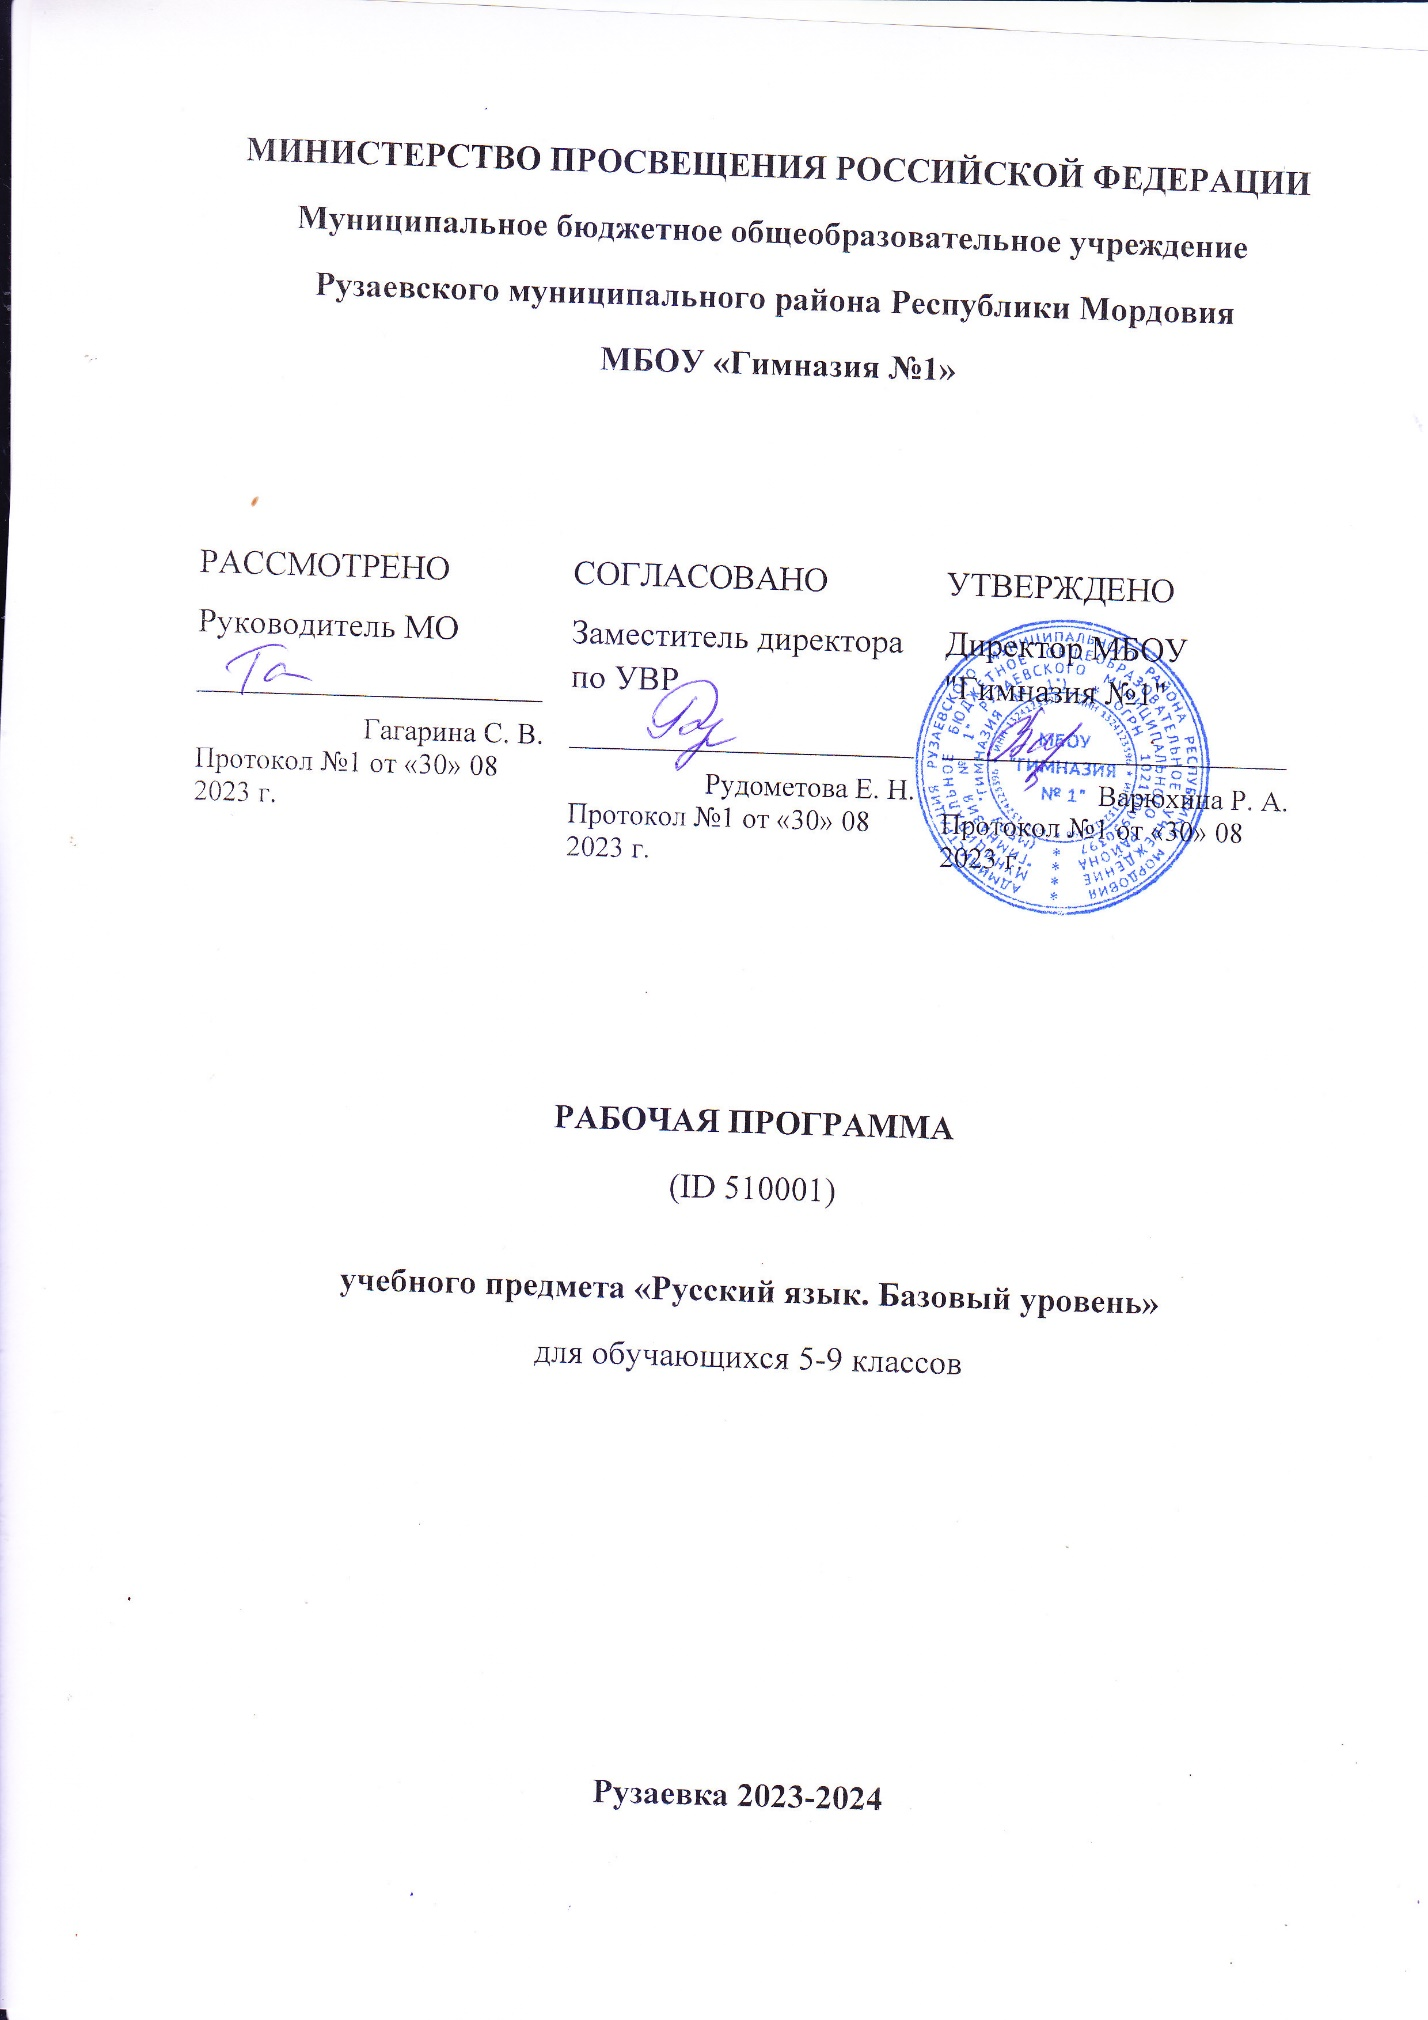 МИНИСТЕРСТВО ПРОСВЕЩЕНИЯ РОССИЙСКОЙ ФЕДЕРАЦИИ
Муниципальное бюджетное общеобразовательное учреждение
Рузаевского муниципального района Республики Мордовия
МБОУ «Гимназия №1»
РАССМОТРЕНО
Руководитель МО
Гагарина С. В.
Протокол №1 от «30» 08
2023 г.
СОГЛАСОВАНО
Заместитель директора
по УВР
Рудометова Е. Н.
Протокол №1 от «30» 08
2023 г.
УТВЕРЖДЕНО
Директор МБОУ
"Гимназия №1"
Варюхина Р. А.
Протокол №1 от «30» 08
2023 г.
МБОУ
"ГИМНАЗИЯ
№ 1"
РАБОЧАЯ ПРОГРАММА
(ID 510001)
учебного предмета «Русский язык. Базовый уровень»
для обучающихся 5-9 классов
Рузаевка 2023-2024